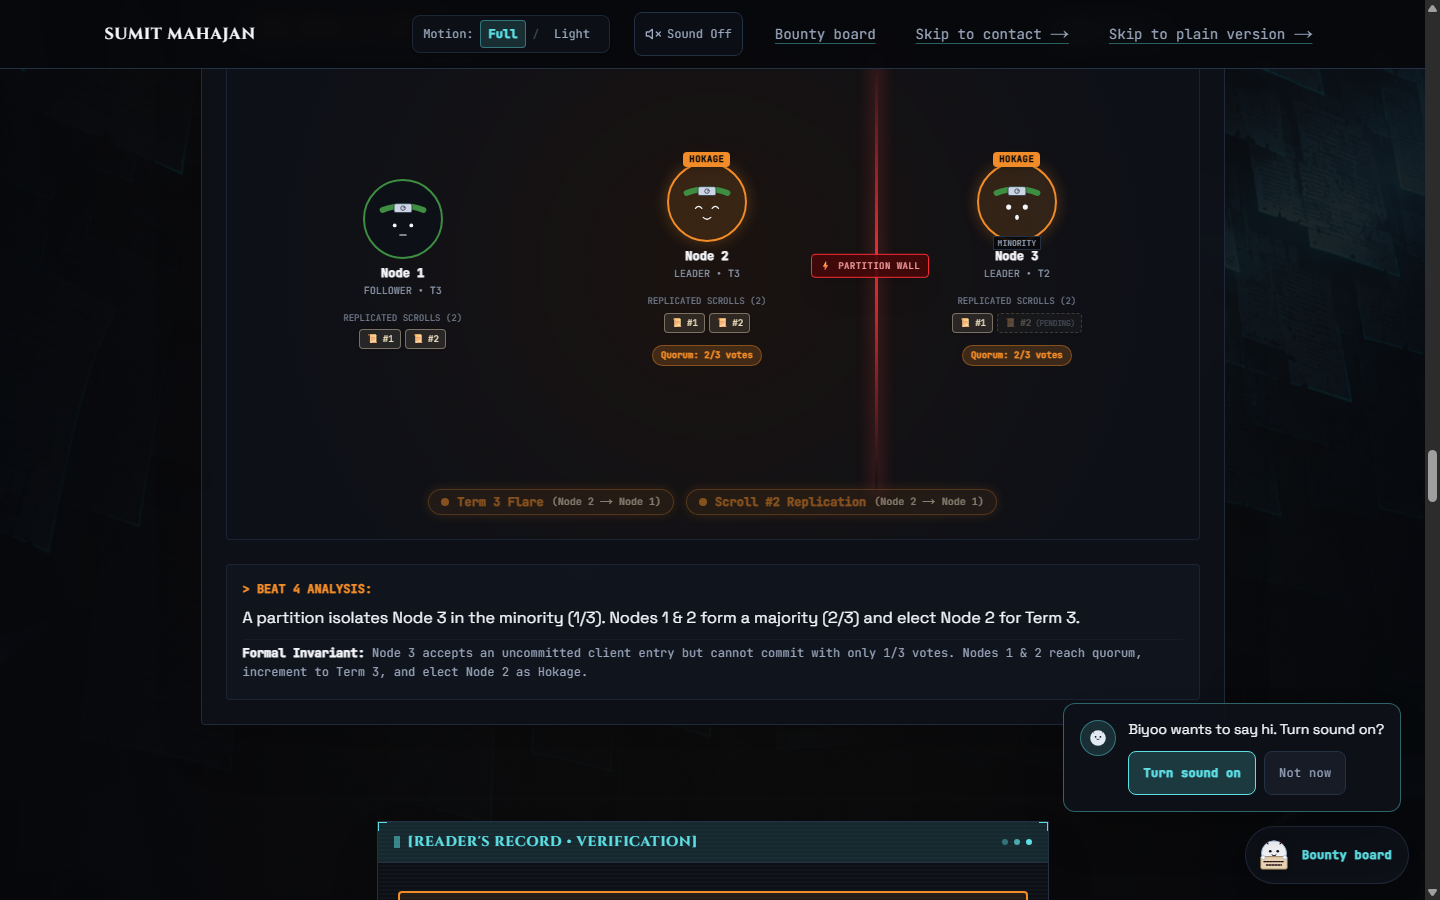 SUMIT MAHAJAN
Motion: Full / Light
Sound Off
Bounty board
Skip to contact →
Skip to plain version →
HOKAGE
HOKAGE
MINORITY
Node 1
FOLLOWER • T3
REPLICATED SCROLLS (2)
#1 #2
Node 2
LEADER • T3
REPLICATED SCROLLS (2)
#1 #2
Quorum: 2/3 votes
PARTITION WALL
Node 3
LEADER • T2
REPLICATED SCROLLS (2)
#1 #2 (PENDING)
Quorum: 2/3 votes
Term 3 Flare (Node 2 → Node 1)
Scroll #2 Replication (Node 2 → Node 1)
> BEAT 4 ANALYSIS:
A partition isolates Node 3 in the minority (1/3). Nodes 1 & 2 form a majority (2/3) and elect Node 2 for Term 3.
Formal Invariant: Node 3 accepts an uncommitted client entry but cannot commit with only 1/3 votes. Nodes 1 & 2 reach quorum,
increment to Term 3, and elect Node 2 as Hokage.
Biyoo wants to say hi. Turn sound on?
Turn sound on
Not now
[READER'S RECORD • VERIFICATION]
Bounty board